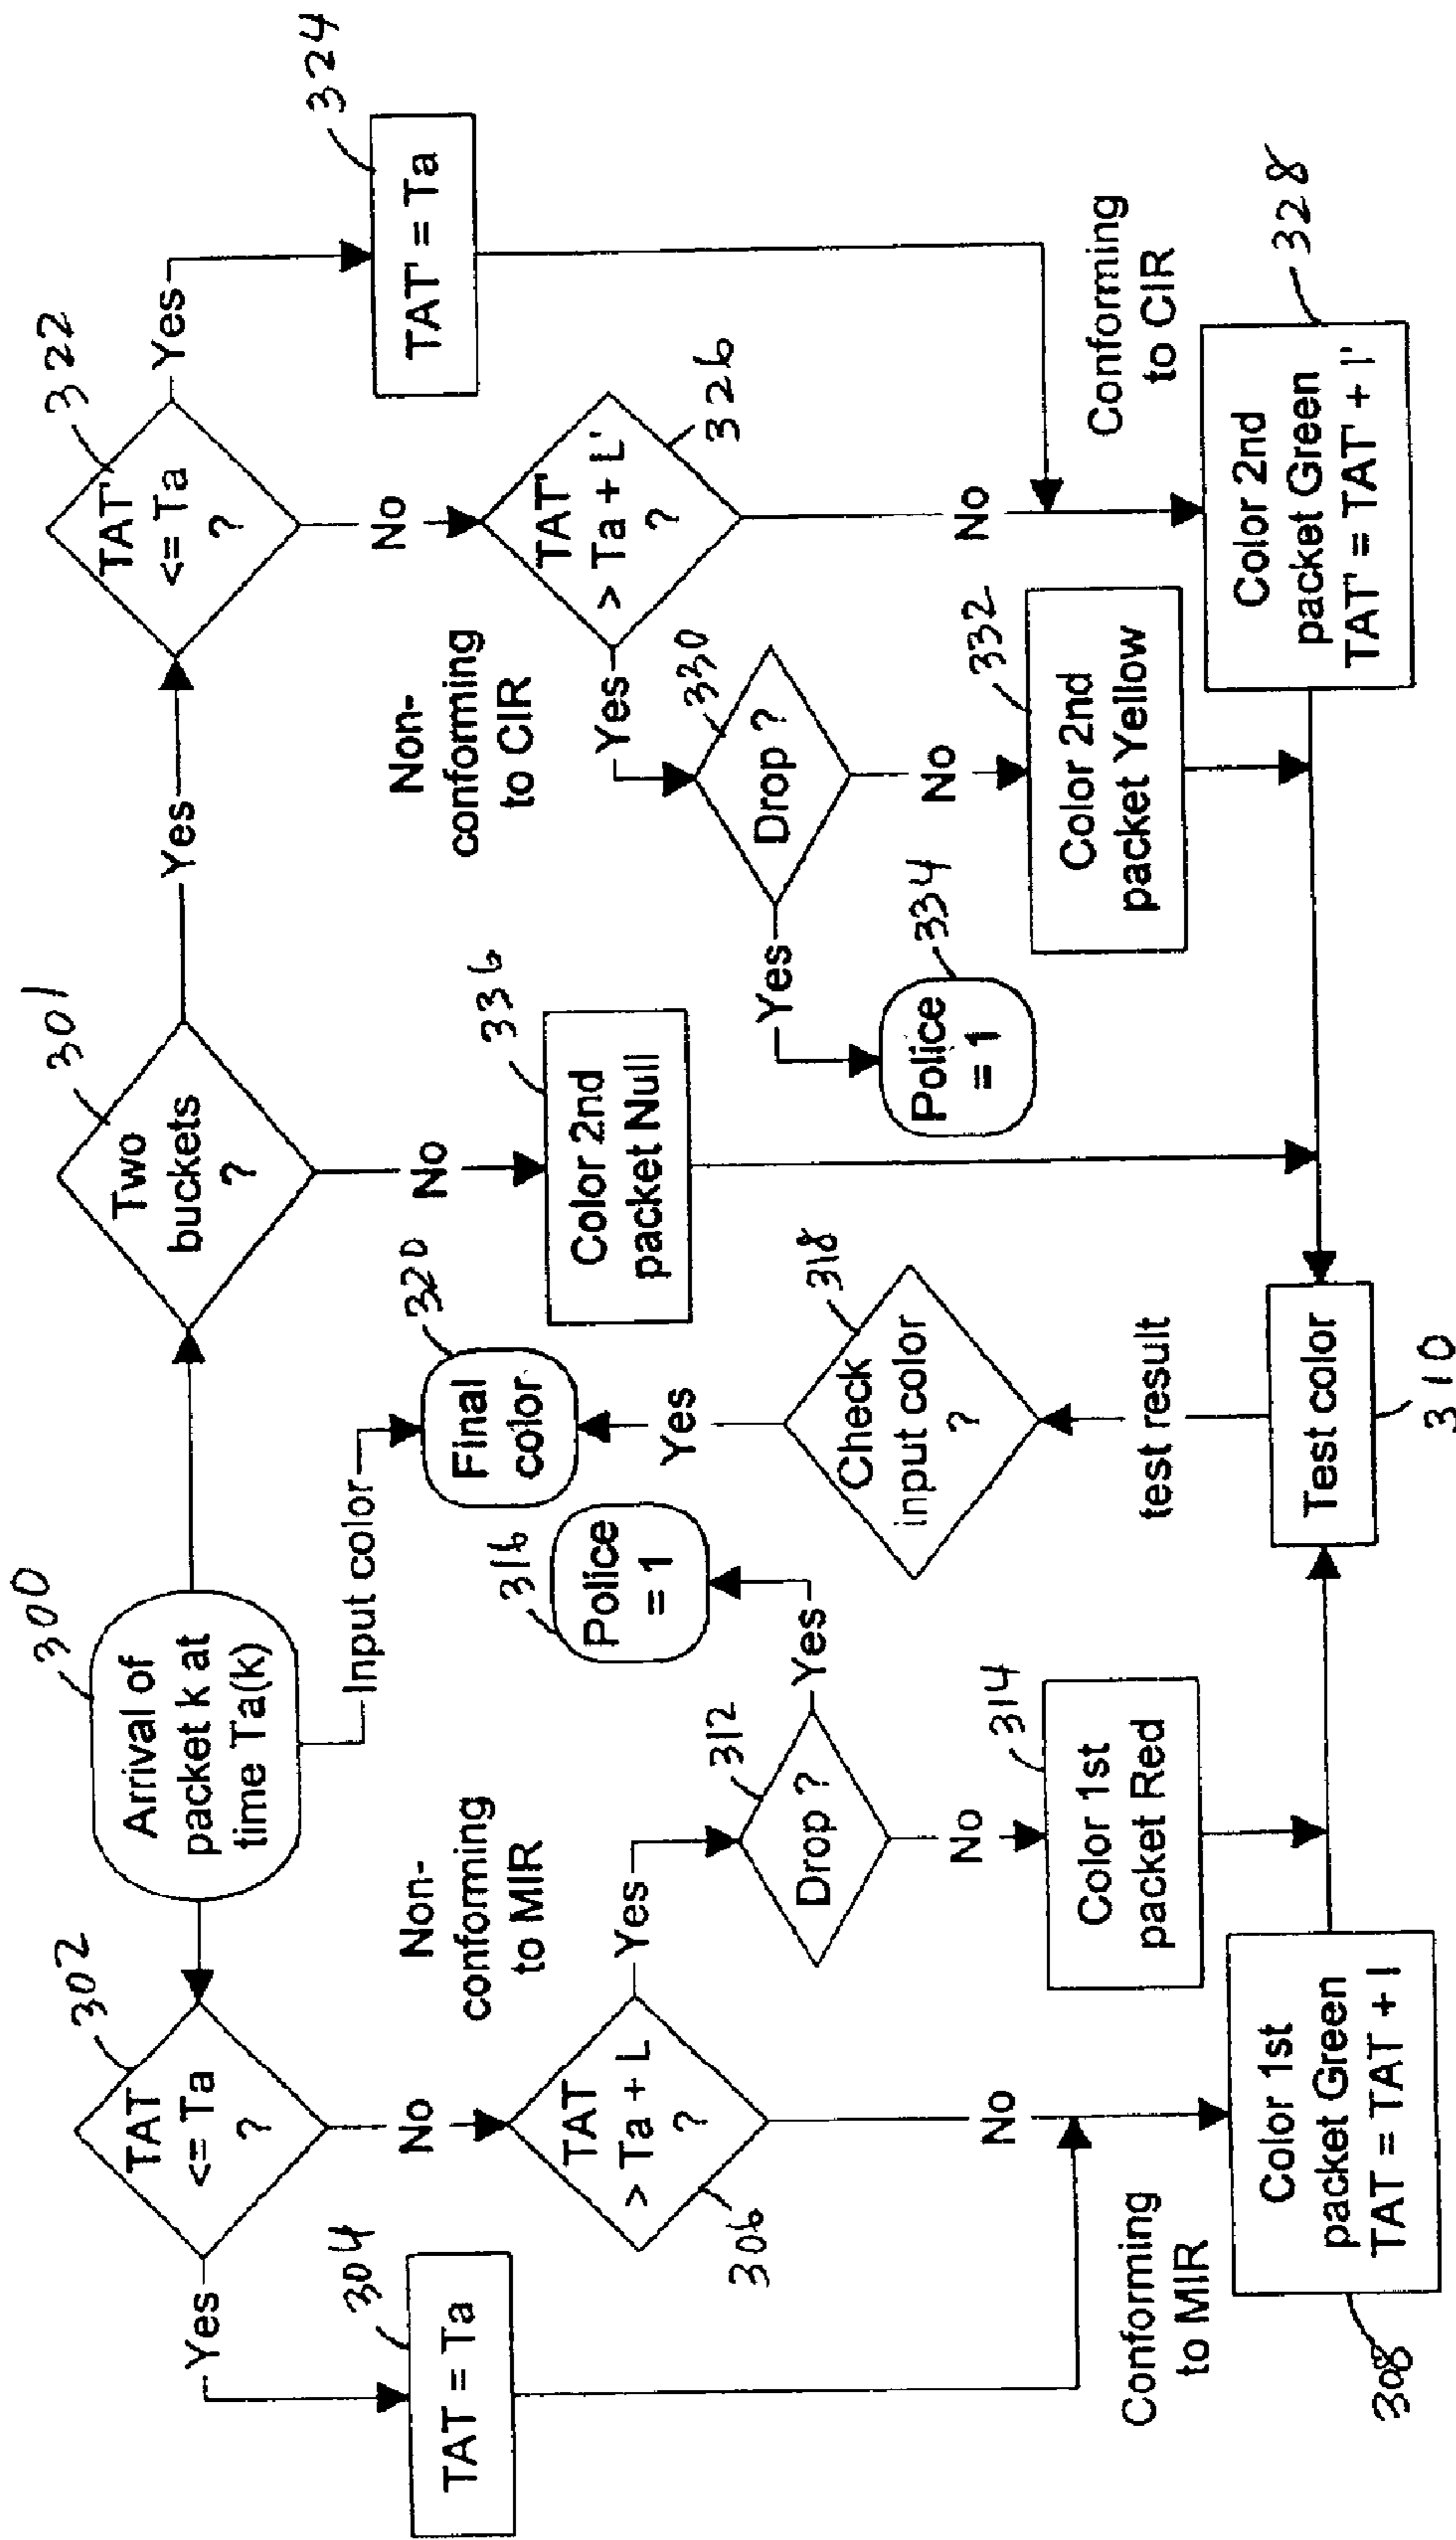 300
Arrival of
packet k at
time Ta(k)
Input color
301
Two
buckets
?
Yes
No
302
TAT
<= Ta
?
Yes
No
304
TAT = Ta
306
TAT
> Ta + L
?
Yes
No
Non-
conforming
to MIR
Conforming
to MIR
308
Color 1st
packet Green
TAT = TAT + I
312
Drop ?
Yes
No
316
Police
= 1
314
Color 1st
packet Red
320
Final
color
Yes
318
Check
input color
?
test result
Test color
310
336
Color 2nd
packet Null
322
TAT'
<= Ta
?
Yes
No
324
TAT' = Ta
326
TAT'
> Ta + L'
?
Yes
No
Non-
conforming
to CIR
Conforming
to CIR
330
Drop ?
Yes
No
334
Police
= 1
332
Color 2nd
packet Yellow
328
Color 2nd
packet Green
TAT' = TAT' + I'